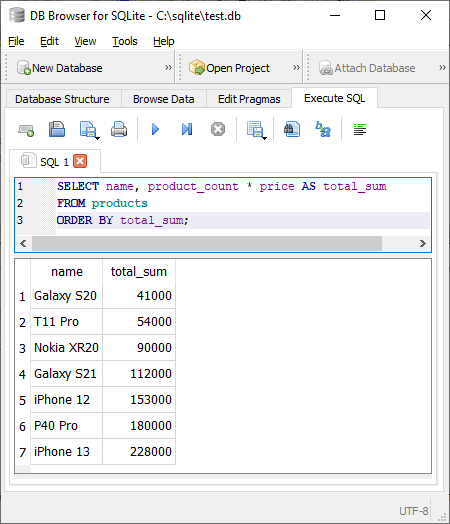 DB Browser for SQLite - C:\sqlite\test.db
File Edit View Tools Help
New Database » Open Project » Attach Database »
Database Structure Browse Data Edit Pragmas Execute SQL
SQL 1
1 SELECT name, product_count * price AS total_sum
2 FROM products
3 ORDER BY total_sum;
name total_sum
1 Galaxy S20 41000
2 T11 Pro 54000
3 Nokia XR20 90000
4 Galaxy S21 112000
5 iPhone 12 153000
6 P40 Pro 180000
7 iPhone 13 228000
UTF-8